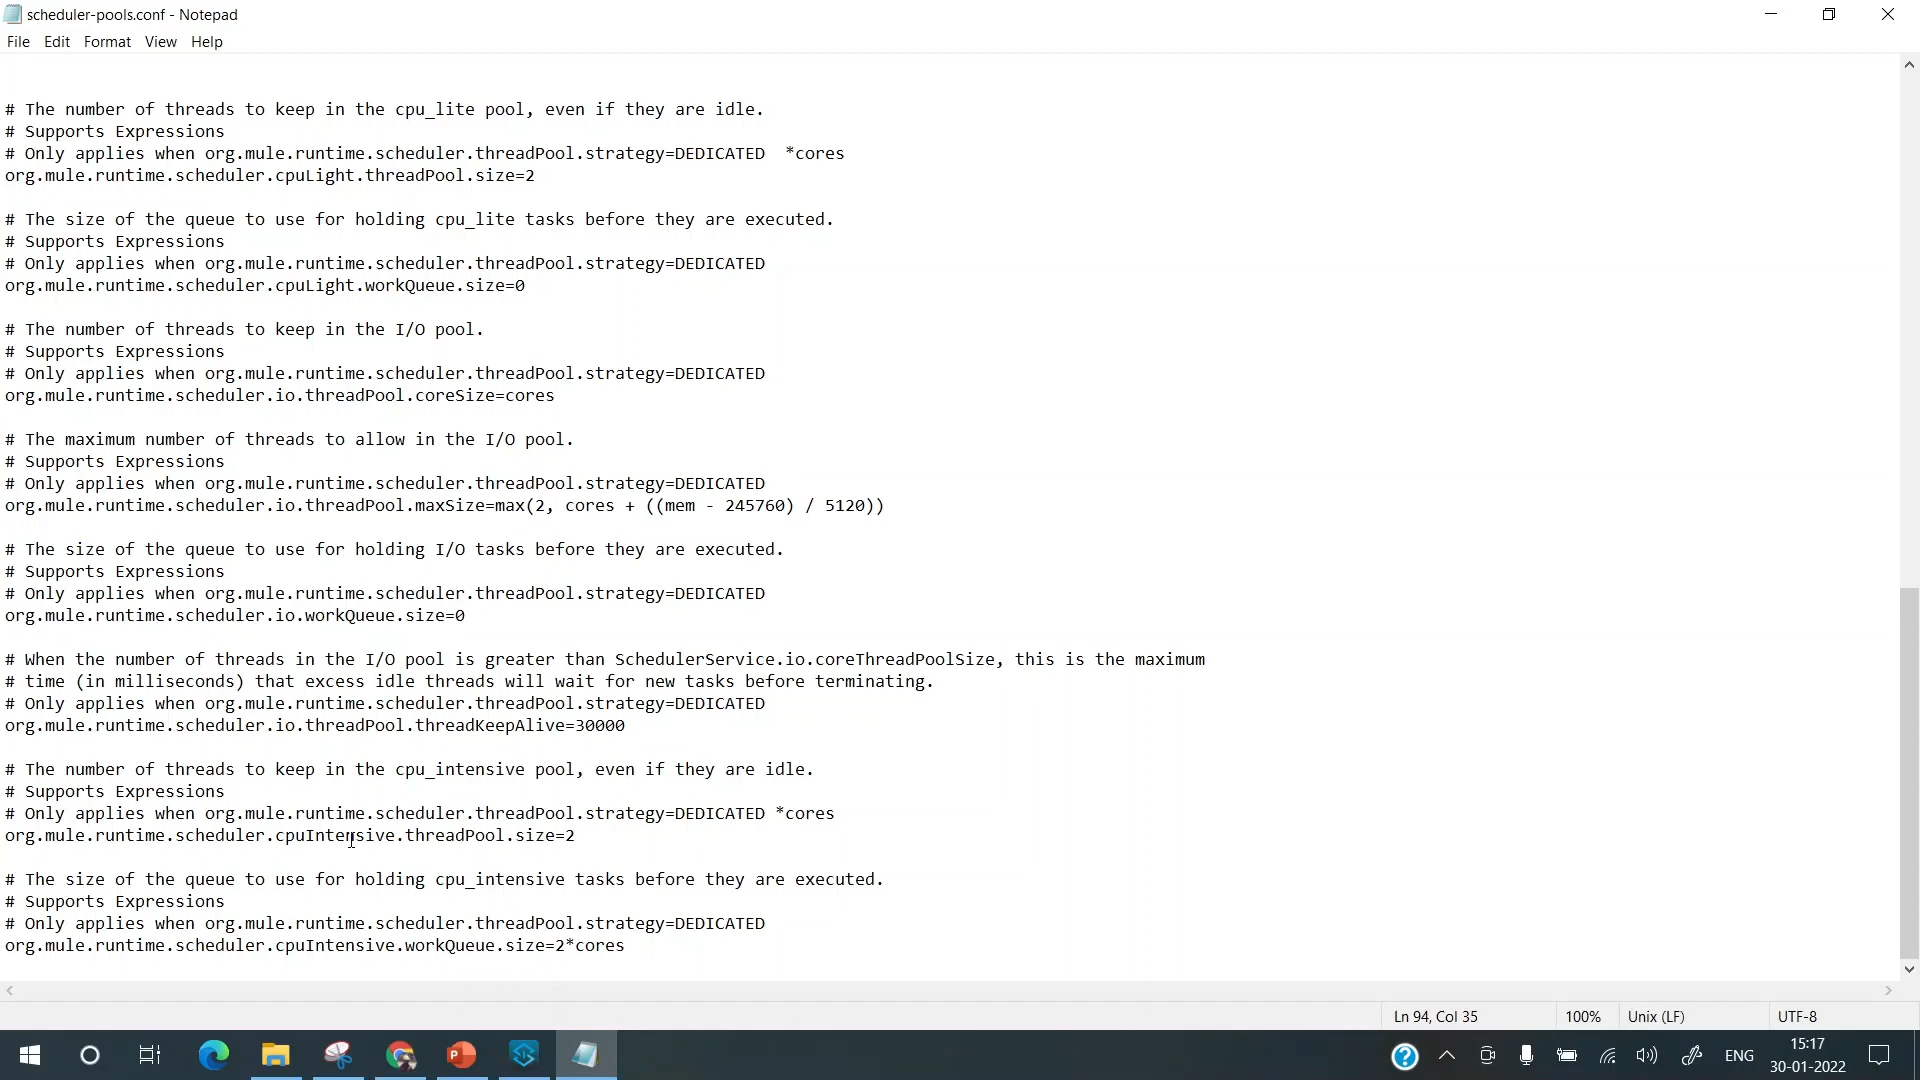 scheduler-pools.conf - Notepad
File Edit Format View Help
# The number of threads to keep in the cpu_lite pool, even if they are idle.
# Supports Expressions
# Only applies when org.mule.runtime.scheduler.threadPool.strategy=DEDICATED  *cores
org.mule.runtime.scheduler.cpuLight.threadPool.size=2
# The size of the queue to use for holding cpu_lite tasks before they are executed.
# Supports Expressions
# Only applies when org.mule.runtime.scheduler.threadPool.strategy=DEDICATED
org.mule.runtime.scheduler.cpuLight.workQueue.size=0
# The number of threads to keep in the I/O pool.
# Supports Expressions
# Only applies when org.mule.runtime.scheduler.threadPool.strategy=DEDICATED
org.mule.runtime.scheduler.io.threadPool.coreSize=cores
# The maximum number of threads to allow in the I/O pool.
# Supports Expressions
# Only applies when org.mule.runtime.scheduler.threadPool.strategy=DEDICATED
org.mule.runtime.scheduler.io.threadPool.maxSize=max(2, cores + ((mem - 245760) / 5120))
# The size of the queue to use for holding I/O tasks before they are executed.
# Supports Expressions
# Only applies when org.mule.runtime.scheduler.threadPool.strategy=DEDICATED
org.mule.runtime.scheduler.io.workQueue.size=0
# When the number of threads in the I/O pool is greater than SchedulerService.io.coreThreadPoolSize, this is the maximum
# time (in milliseconds) that excess idle threads will wait for new tasks before terminating.
# Only applies when org.mule.runtime.scheduler.threadPool.strategy=DEDICATED
org.mule.runtime.scheduler.io.threadPool.threadKeepAlive=30000
# The number of threads to keep in the cpu_intensive pool, even if they are idle.
# Supports Expressions
# Only applies when org.mule.runtime.scheduler.threadPool.strategy=DEDICATED *cores
org.mule.runtime.scheduler.cpuIntensive.threadPool.size=2
# The size of the queue to use for holding cpu_intensive tasks before they are executed.
# Supports Expressions
# Only applies when org.mule.runtime.scheduler.threadPool.strategy=DEDICATED
org.mule.runtime.scheduler.cpuIntensive.workQueue.size=2*cores
Ln 94, Col 35 100% Unix (LF) UTF-8
ENG
15:17
30-01-2022